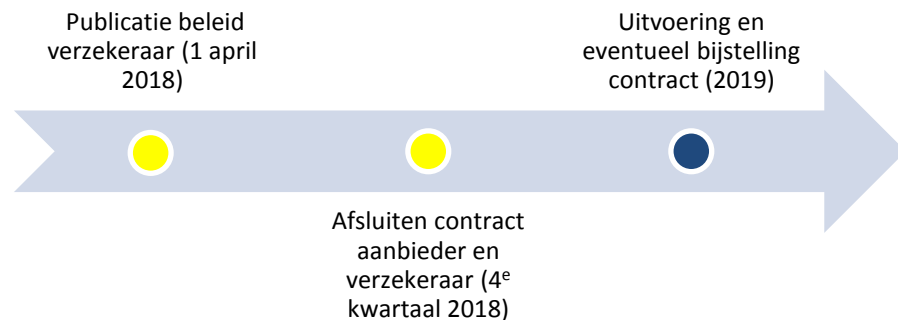 Publicatie beleid
verzekeraar (1 april
2018)
Afsluiten contract
aanbieder en
verzekeraar (4e
kwartaal 2018)
Uitvoering en
eventueel bijstelling
contract (2019)